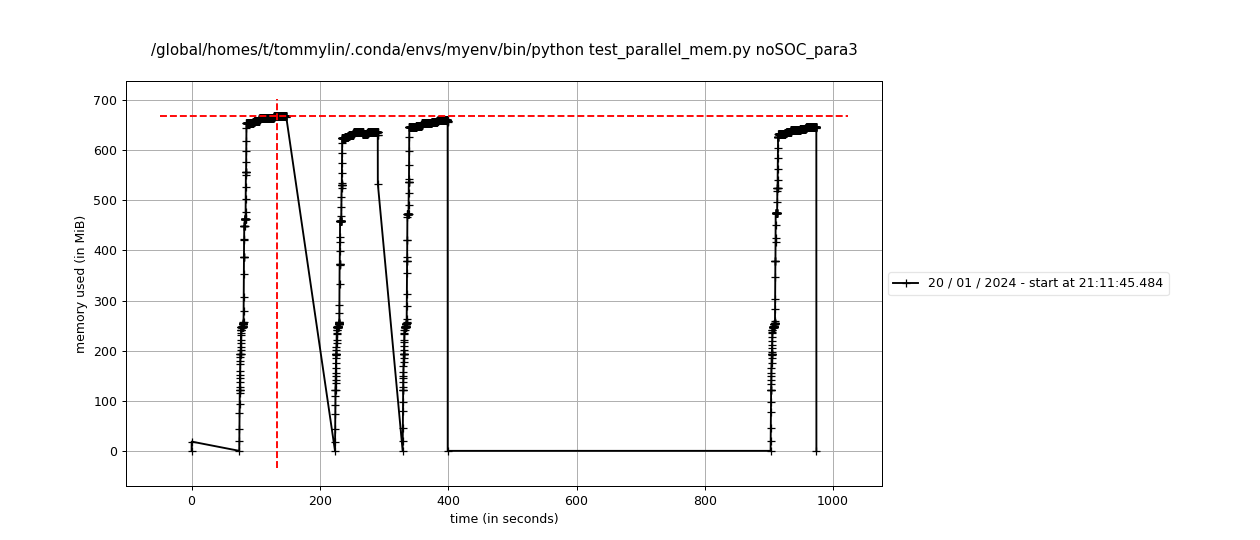 /global/homes/t/tommylin/.conda/envs/myenv/bin/python test_parallel_mem.py noSOC_para3
700
600
500
400
300
200
100
0
memory used (in MiB)
0 200 400 600 800 1000
time (in seconds)
20 / 01 / 2024 - start at 21:11:45.484